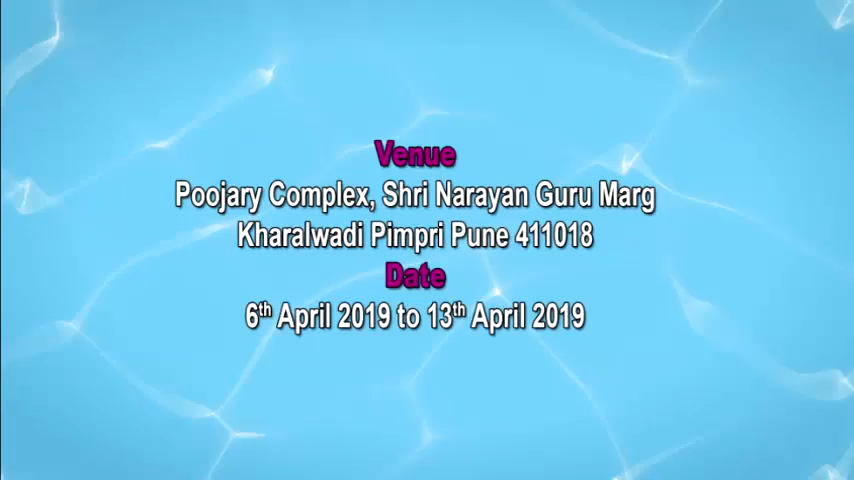 Venue
Poojary Complex, Shri Narayan Guru Marg
Kharalwadi Pimpri Pune 411018
Date
6th April 2019 to 13th April 2019